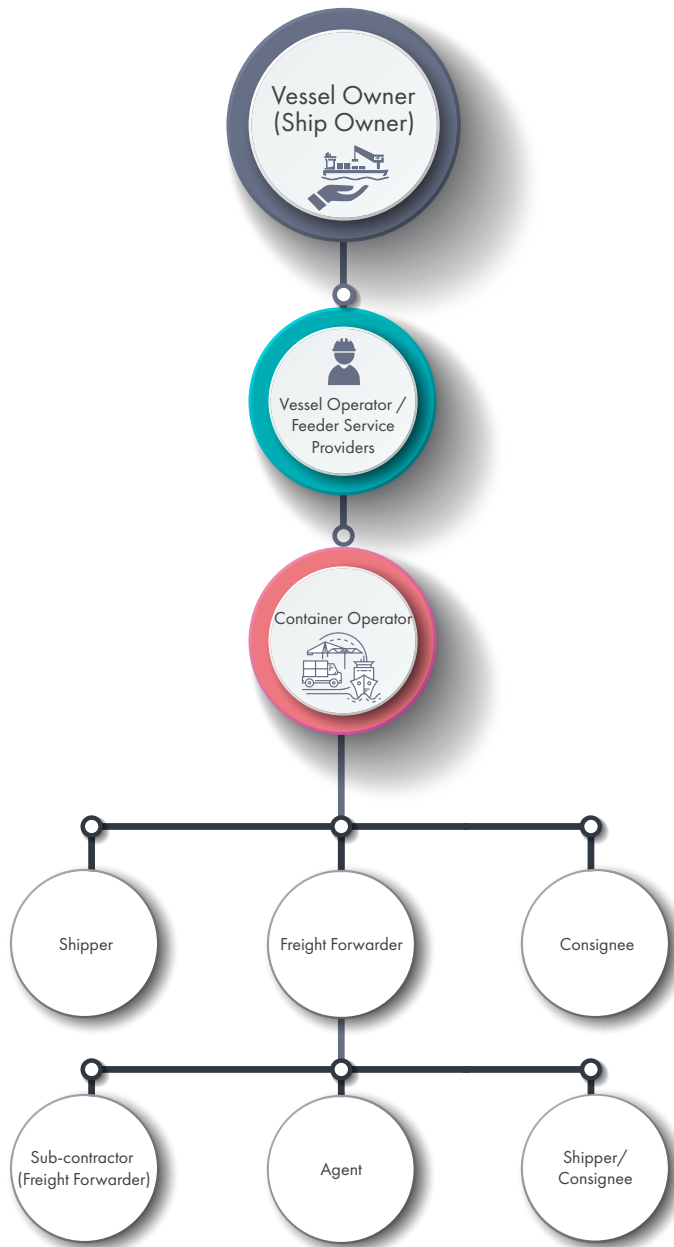 Vessel Owner
(Ship Owner)
Vessel Operator /
Feeder Service
Providers
Container Operator
Shipper
Freight Forwarder
Consignee
Sub-contractor
(Freight Forwarder)
Agent
Shipper/
Consignee